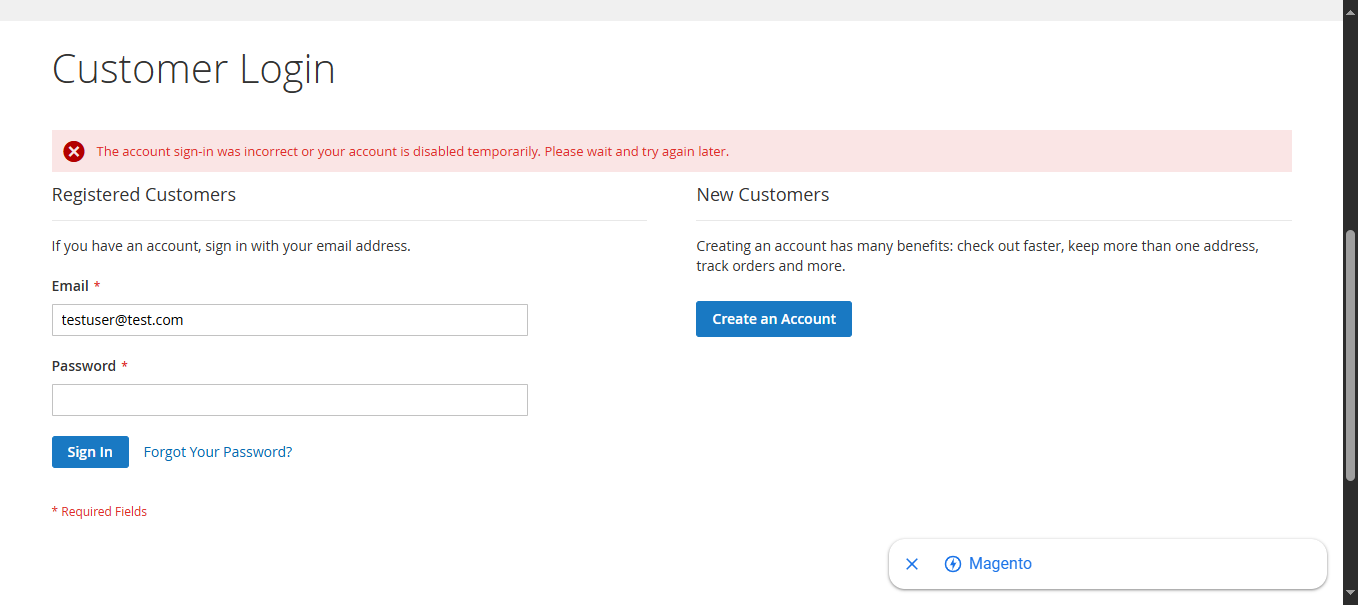 Customer Login
The account sign-in was incorrect or your account is disabled temporarily. Please wait and try again later.
Registered Customers
If you have an account, sign in with your email address.
Email *
testuser@test.com
Password *
Sign In
Forgot Your Password?
* Required Fields
New Customers
Creating an account has many benefits: check out faster, keep more than one address,
track orders and more.
Create an Account
Magento